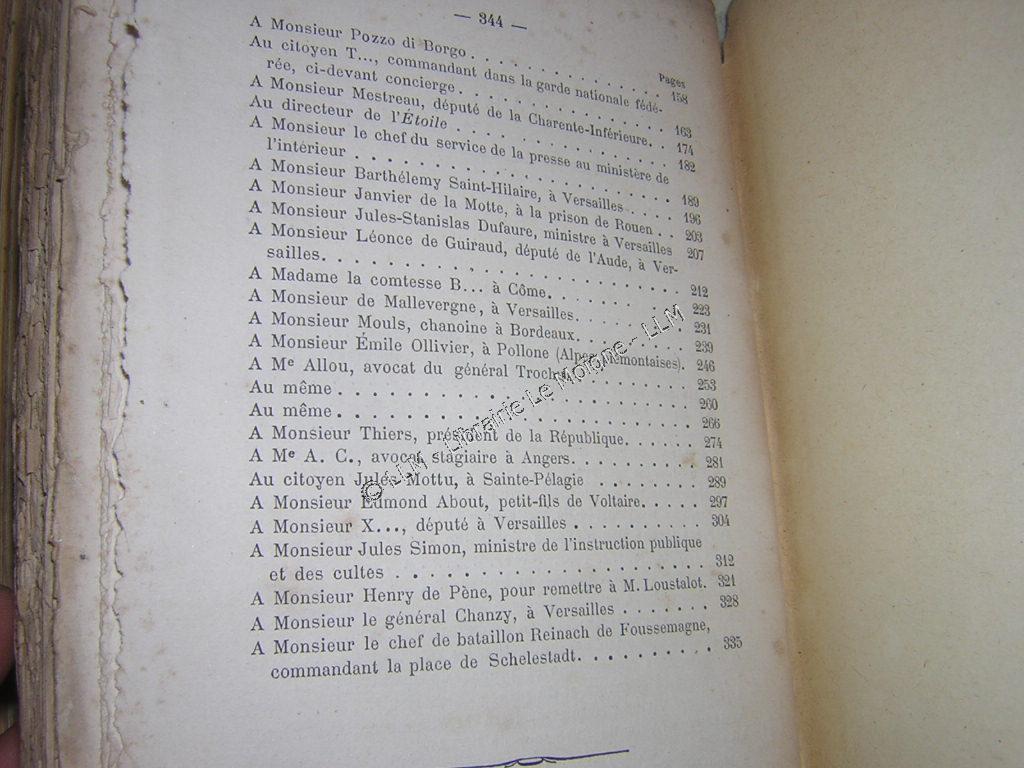 — 344 —
Pages
A Monsieur Pozzo di Borgo . . . . . . . . . . . . . . 158
Au citoyen T..., commandant dans la garde nationale fédé-
rée, ci-devant concierge. . . . . . . . . . . . . . . 163
A Monsieur Mestreau, député de la Charente-Inférieure. . 174
Au directeur de l'Étoile . . . . . . . . . . . . . . 182
A Monsieur le chef du service de la presse au ministère de
l'intérieur . . . . . . . . . . . . . . . . . . . . 189
A Monsieur Barthélemy Saint-Hilaire, à Versailles . . . . 196
A Monsieur Janvier de la Motte, à la prison de Rouen . . 203
A Monsieur Jules-Stanislas Dufaure, ministre à Versailles 207
A Monsieur Léonce de Guiraud, député de l'Aude, à Ver-
sailles. . . . . . . . . . . . . . . . . . . . . . 212
A Madame la comtesse B... à Côme. . . . . . . . . 223
A Monsieur de Mallevergne, à Versailles. . . . . . . . 231
A Monsieur Mouls, chanoine à Bordeaux. . . . . . . . 239
A Monsieur Émile Ollivier, à Pollone (Alpes Piémontaises). 246
A Me Allou, avocat du général Trochu. . . . . . . . 253
Au même . . . . . . . . . . . . . . . . . . . . . 260
Au même . . . . . . . . . . . . . . . . . . . . . 266
A Monsieur Thiers, président de la République. . . . . . 274
A Me A. C., avocat stagiaire à Angers. . . . . . . . . 281
Au citoyen Jules Mottu, à Sainte-Pélagie . . . . . . . 289
A Monsieur Edmond About, petit-fils de Voltaire. . . . . 297
A Monsieur X..., député à Versailles . . . . . . . . . . 304
A Monsieur Jules Simon, ministre de l'instruction publique
et des cultes . . . . . . . . . . . . . . . . . . . 312
A Monsieur Henry de Pène, pour remettre à M. Loustalot. 321
A Monsieur le général Chanzy, à Versailles . . . . . . . 328
A Monsieur le chef de bataillon Reinach de Foussemagne,
commandant la place de Schelestadt. . . . . . . . . . 335
© LLM - Librairie Le Moigne - LLM